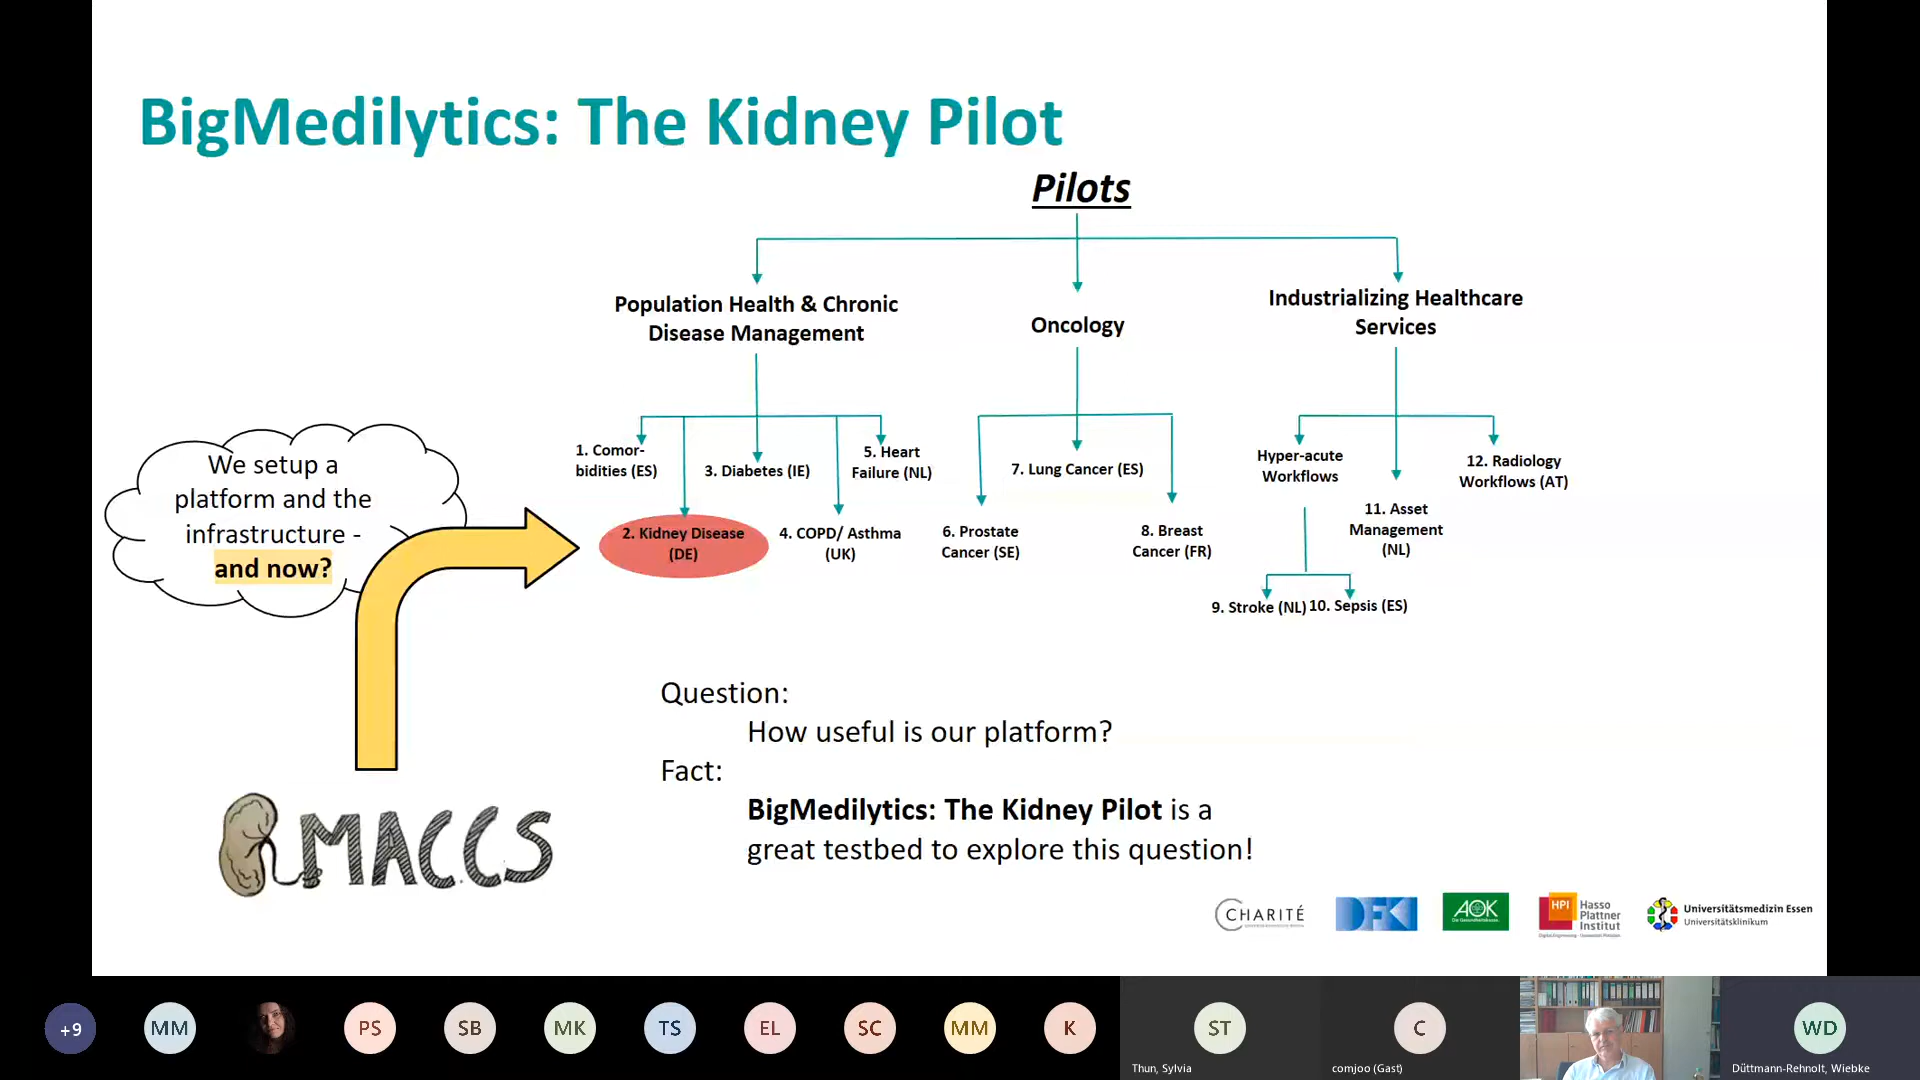 BigMedilytics: The Kidney Pilot
Pilots
Population Health & Chronic
Disease Management
Oncology
Industrializing Healthcare
Services
1. Comor-
bidities (ES)
2. Kidney Disease
(DE)
3. Diabetes (IE)
4. COPD/ Asthma
(UK)
5. Heart
Failure (NL)
6. Prostate
Cancer (SE)
7. Lung Cancer (ES)
8. Breast
Cancer (FR)
Hyper-acute
Workflows
9. Stroke (NL)
10. Sepsis (ES)
11. Asset
Management
(NL)
12. Radiology
Workflows (AT)
We setup a
platform and the
infrastructure -
and now?
MACCS
Question:
How useful is our platform?
Fact:
BigMedilytics: The Kidney Pilot is a
great testbed to explore this question!
CHARITÉ
DFKI
AOK
HPI
Hasso
Plattner
Institut
Universitätsmedizin Essen
Universitätsklinikum
+9
MM
PS
SB
MK
TS
EL
SC
MM
K
ST
Thun, Sylvia
C
comjoo (Gast)
WD
Düttmann-Rehnolt, Wiebke